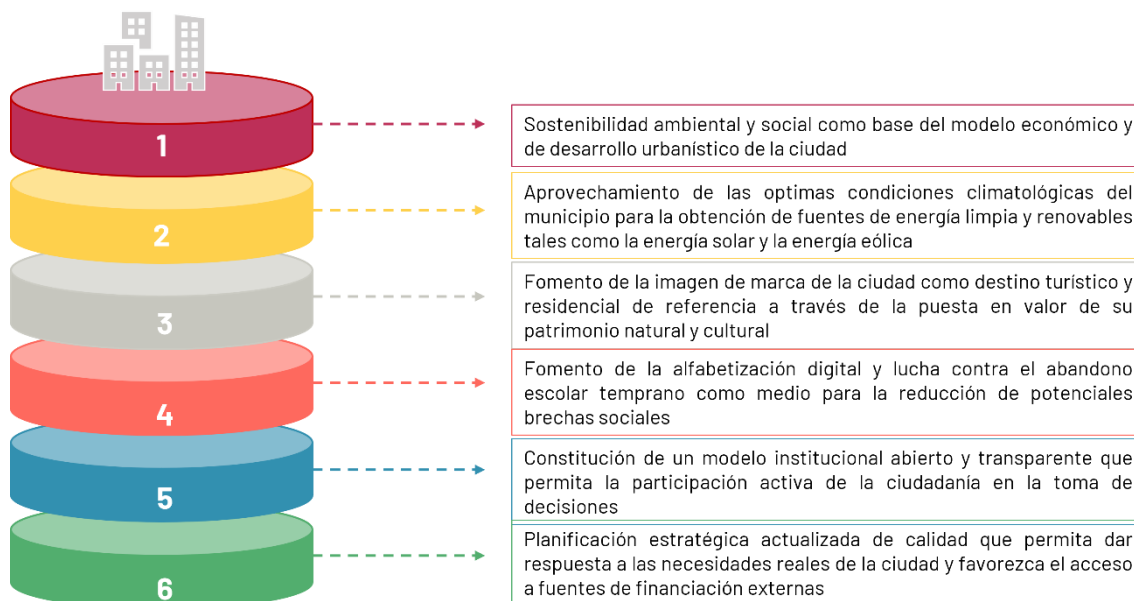 1
Sostenibilidad ambiental y social como base del modelo económico y
de desarrollo urbanístico de la ciudad
2
Aprovechamiento de las optimas condiciones climatológicas del
municipio para la obtención de fuentes de energía limpia y renovables
tales como la energía solar y la energía eólica
3
Fomento de la imagen de marca de la ciudad como destino turístico y
residencial de referencia a través de la puesta en valor de su
patrimonio natural y cultural
4
Fomento de la alfabetización digital y lucha contra el abandono
escolar temprano como medio para la reducción de potenciales
brechas sociales
5
Constitución de un modelo institucional abierto y transparente que
permita la participación activa de la ciudadanía en la toma de
decisiones
6
Planificación estratégica actualizada de calidad que permita dar
respuesta a las necesidades reales de la ciudad y favorezca el acceso
a fuentes de financiación externas